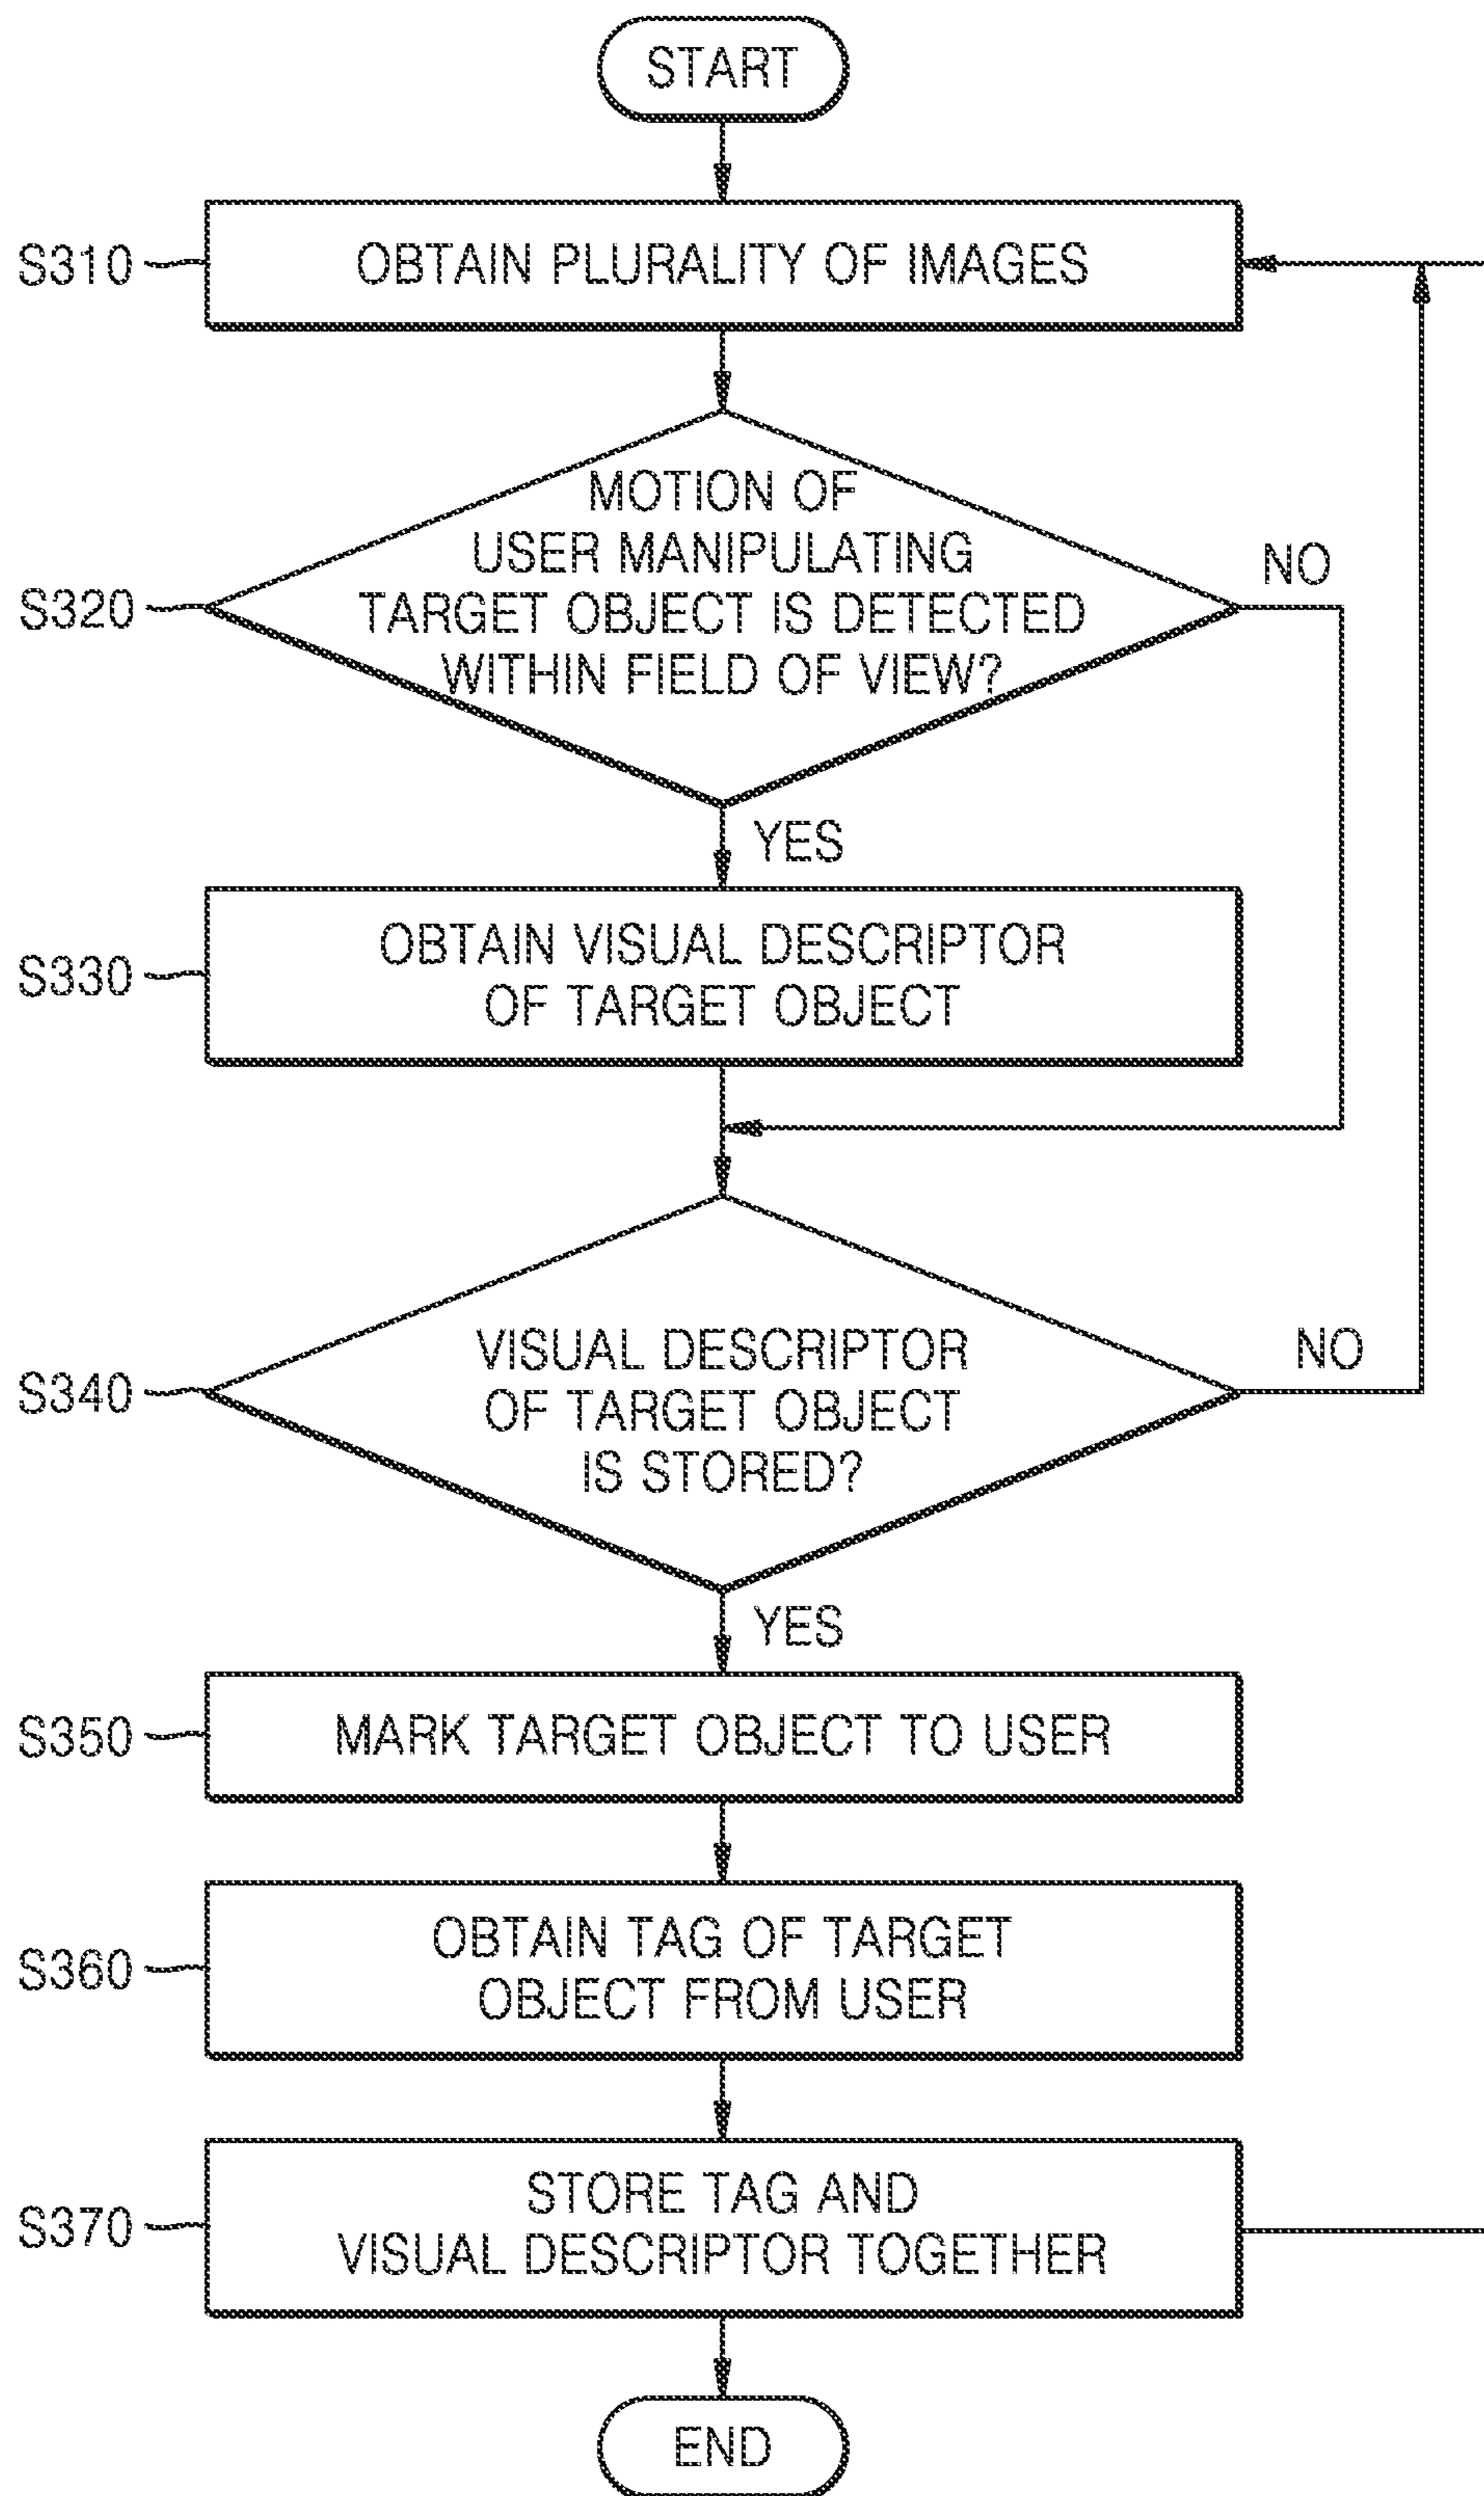 START
S310
OBTAIN PLURALITY OF IMAGES
S320
MOTION OF
USER MANIPULATING
TARGET OBJECT IS DETECTED
WITHIN FIELD OF VIEW?
NO
YES
S330
OBTAIN VISUAL DESCRIPTOR
OF TARGET OBJECT
S340
VISUAL DESCRIPTOR
OF TARGET OBJECT
IS STORED?
NO
YES
S350
MARK TARGET OBJECT TO USER
S360
OBTAIN TAG OF TARGET
OBJECT FROM USER
S370
STORE TAG AND
VISUAL DESCRIPTOR TOGETHER
END